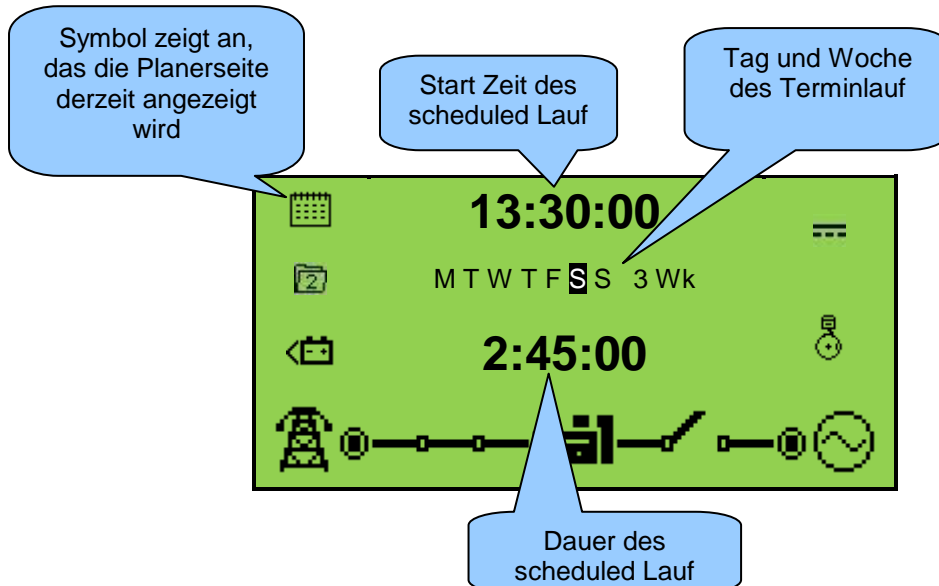 Symbol zeigt an,
das die Planerseite
derzeit angezeigt
wird
Start Zeit des
scheduled Lauf
Tag und Woche
des Terminlauf
13:30:00
M T W T F S S 3 Wk
2
2:45:00
Dauer des
scheduled Lauf